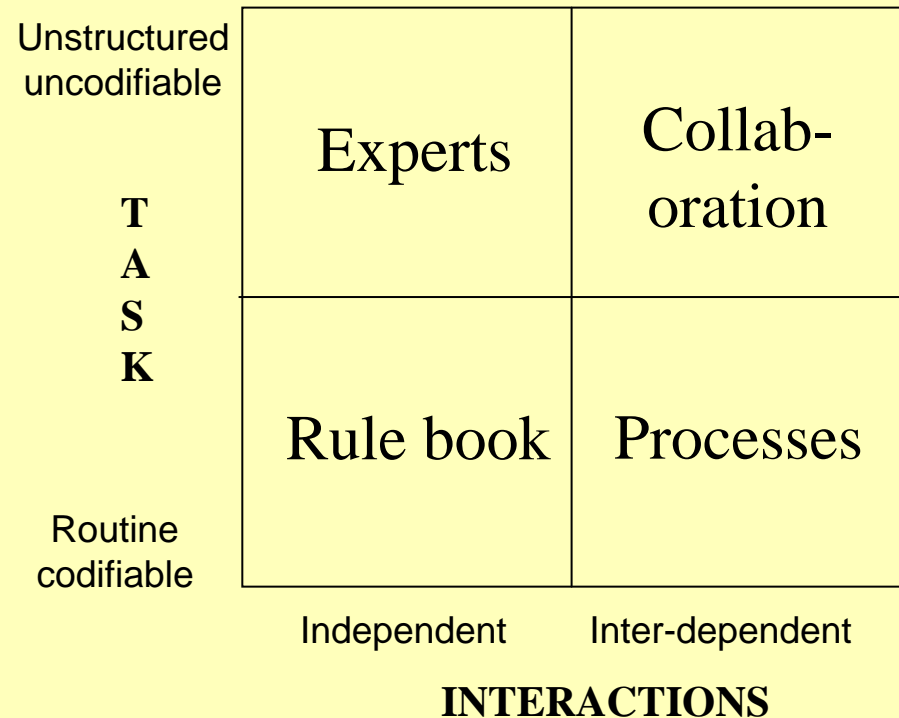 Unstructured
uncodifiable
Experts
Collab-
oration
T
A
S
K
Rule book
Processes
Routine
codifiable
Independent
Inter-dependent
INTERACTIONS